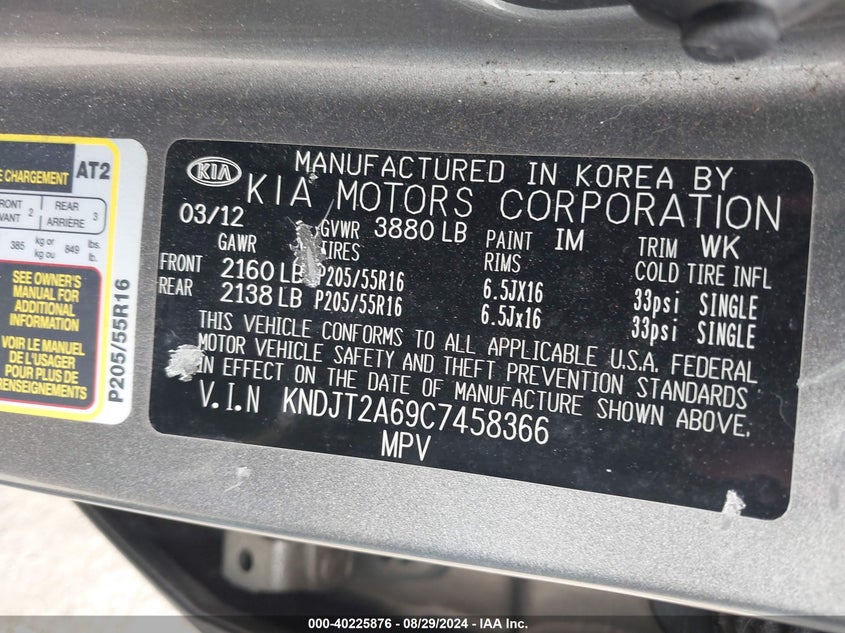 E CHARGEMENT AT2
FRONT 2 REAR 3
VANT ARRIÈRE
385 kg or kg ou 849 lbs. lb.
SEE OWNER'S
MANUAL FOR
ADDITIONAL
INFORMATION
VOIR LE MANUEL
DE L'USAGER
POUR PLUS DE
RENSEIGNEMENTS
P205/55R16
KIA MANUFACTURED IN KOREA BY
KIA MOTORS CORPORATION
03/12 GVWR 3880 LB PAINT IM TRIM WK
GAWR TIRES RIMS COLD TIRE INFL
FRONT 2160 LB P205/55R16 6.5JX16 33psi SINGLE
REAR 2138 LB P205/55R16 6.5Jx16 33psi SINGLE
THIS VEHICLE CONFORMS TO ALL APPLICABLE U.S.A. FEDERAL
MOTOR VEHICLE SAFETY AND THEFT PREVENTION STANDARDS
IN EFFECT ON THE DATE OF MANUFACTURE SHOWN ABOVE.
V.I.N KNDJT2A69C7458366
MPV
000-40225876 - 08/29/2024 - IAA Inc.